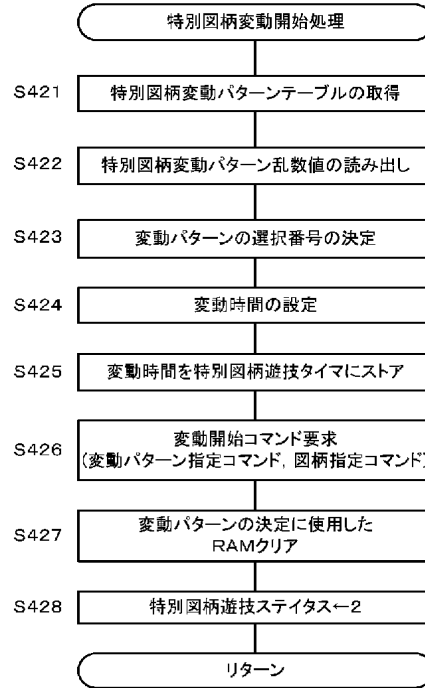 特別図柄変動開始処理
S421 特別図柄変動パターンテーブルの取得
S422 特別図柄変動パターン乱数値の読み出し
S423 変動パターンの選択番号の決定
S424 変動時間の設定
S425 変動時間を特別図柄遊技タイマにストア
S426 変動開始コマンド要求
(変動パターン指定コマンド, 図柄指定コマンド)
S427 変動パターンの決定に使用した
RAMクリア
S428 特別図柄遊技ステイタス←2
リターン